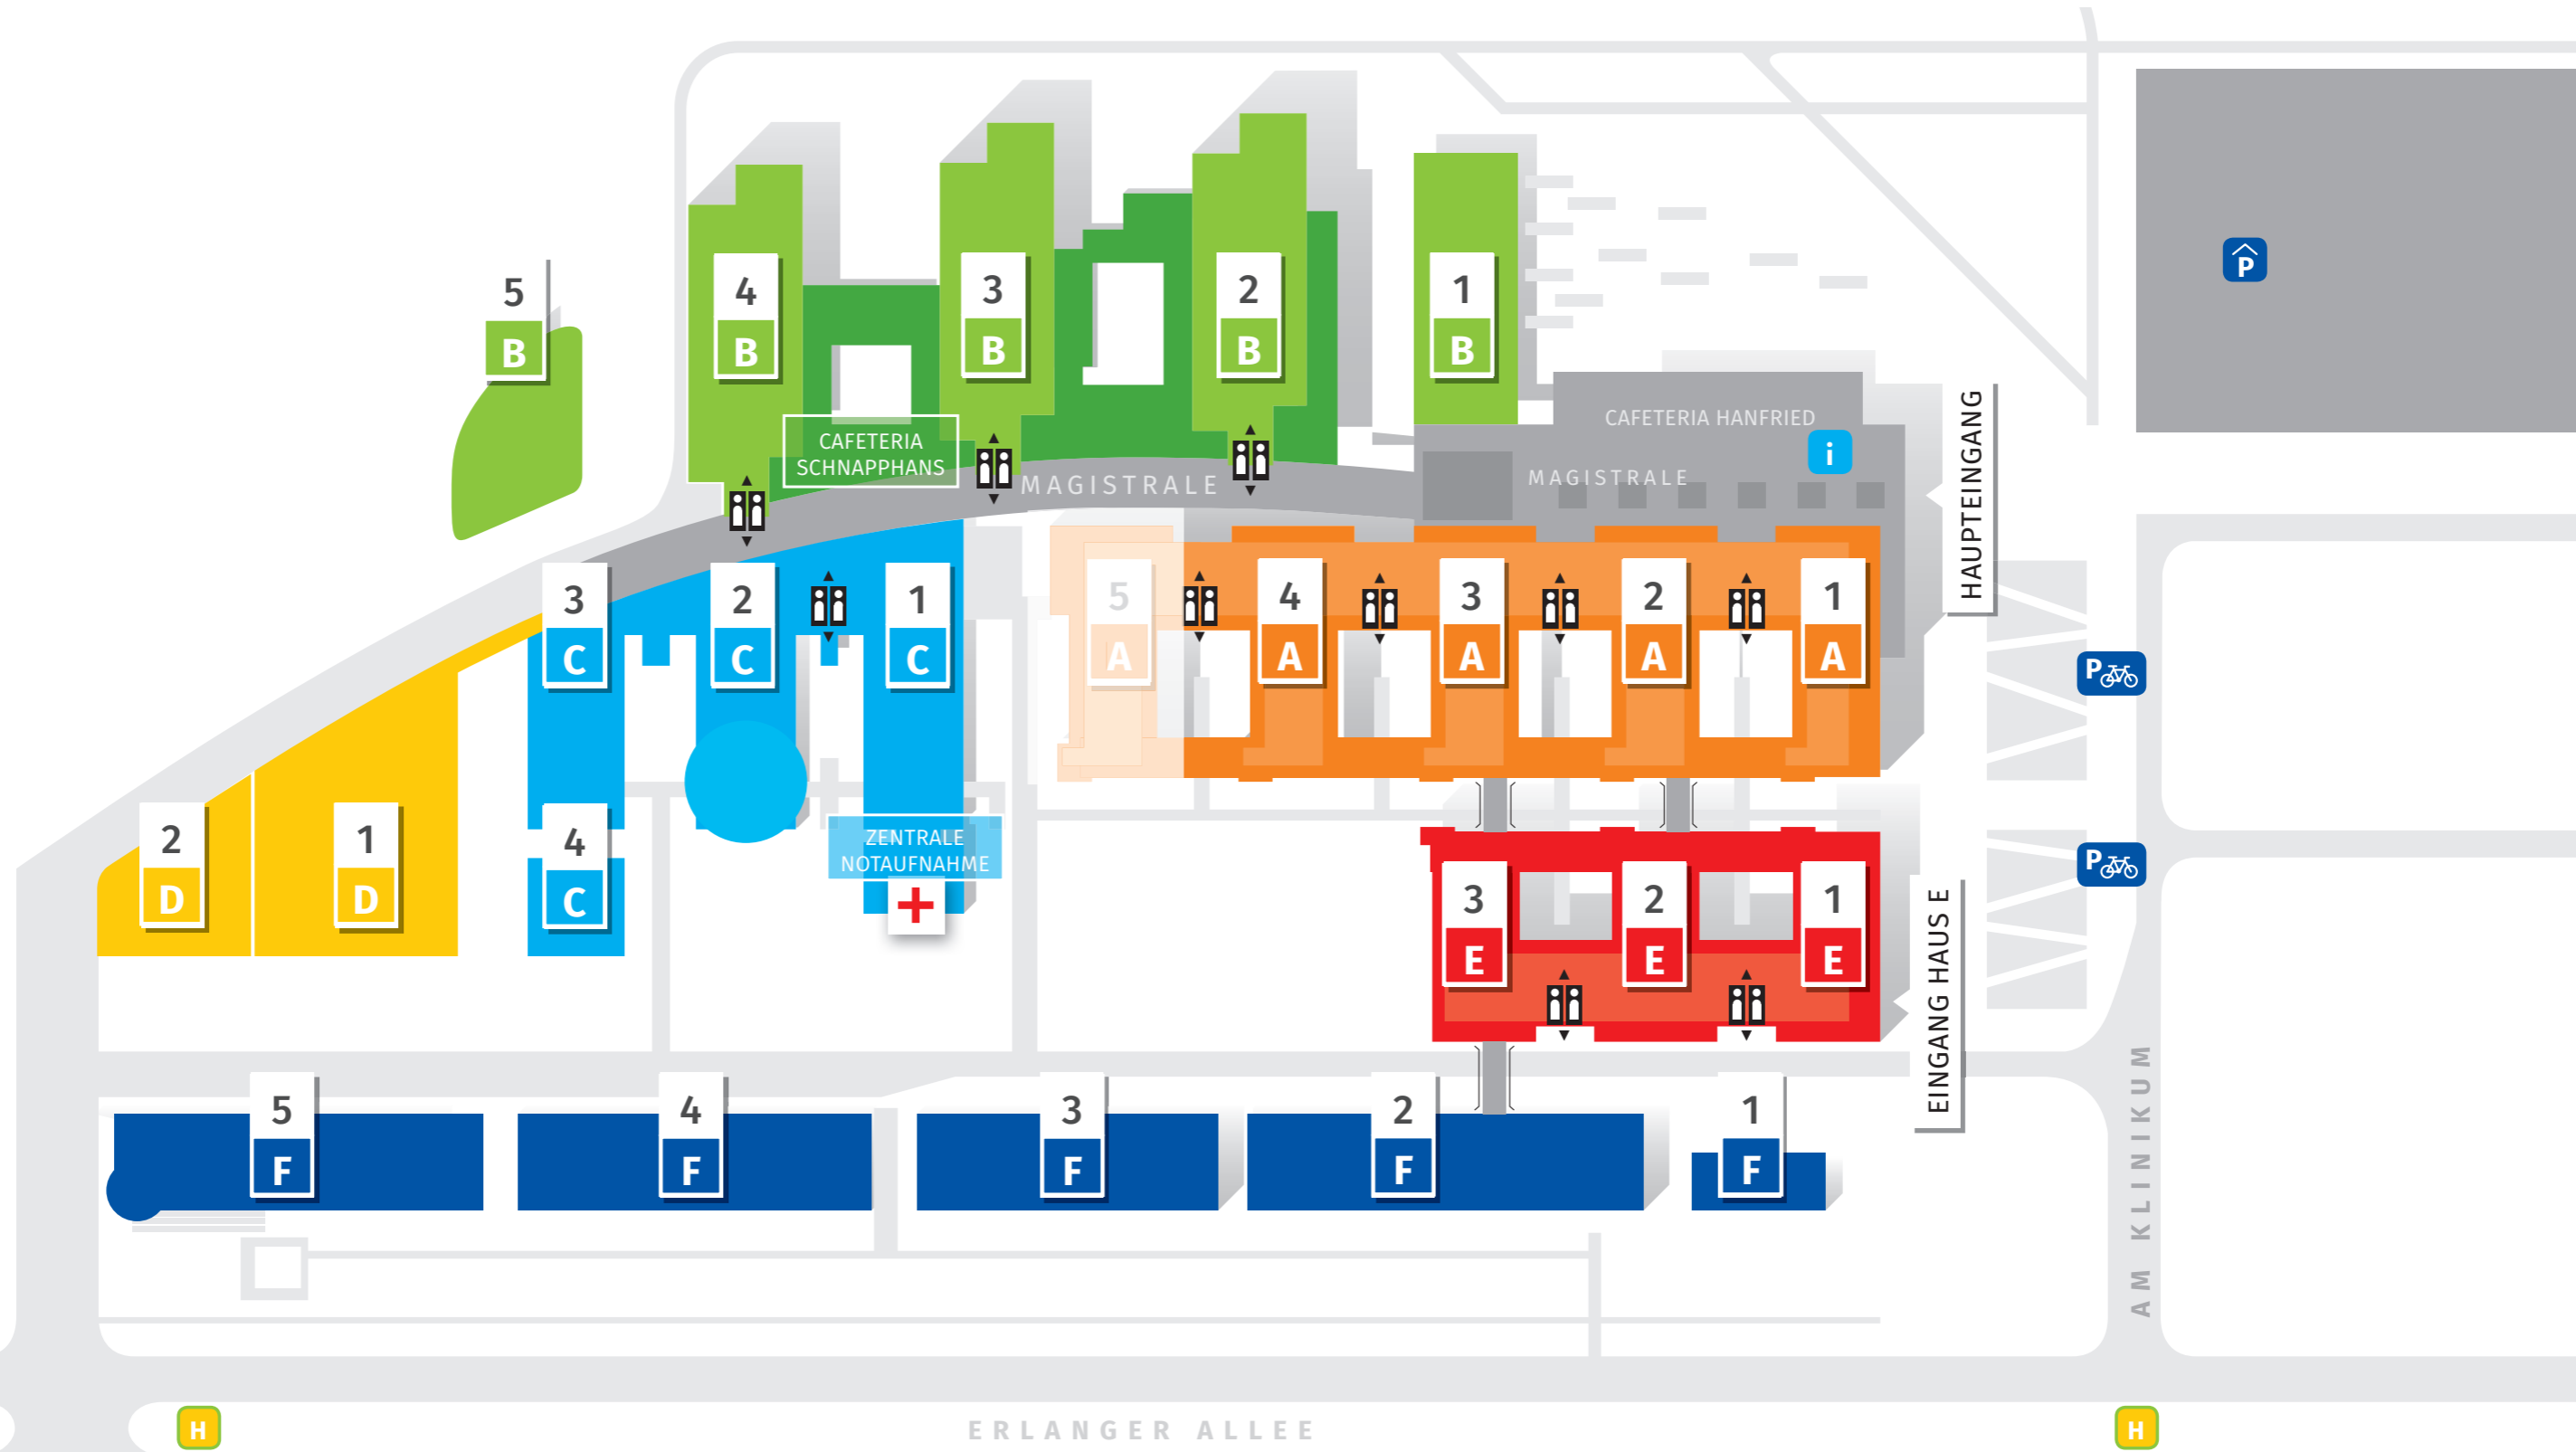 P
5
B
4
B
3
B
2
B
1
B
CAFETERIA
SCHNAPPHANS
CAFETERIA HANFRIED
i
MAGISTRALE
MAGISTRALE
HAUPTEINGANG
3
C
2
C
1
C
5
A
4
A
3
A
2
A
1
A
P
2
D
1
D
4
C
ZENTRALE
NOTAUFNAHME
3
E
2
E
1
E
P
EINGANG HAUS E
5
F
4
F
3
F
2
F
1
F
AM KLINIKUM
H
ERLANGER ALLEE
H